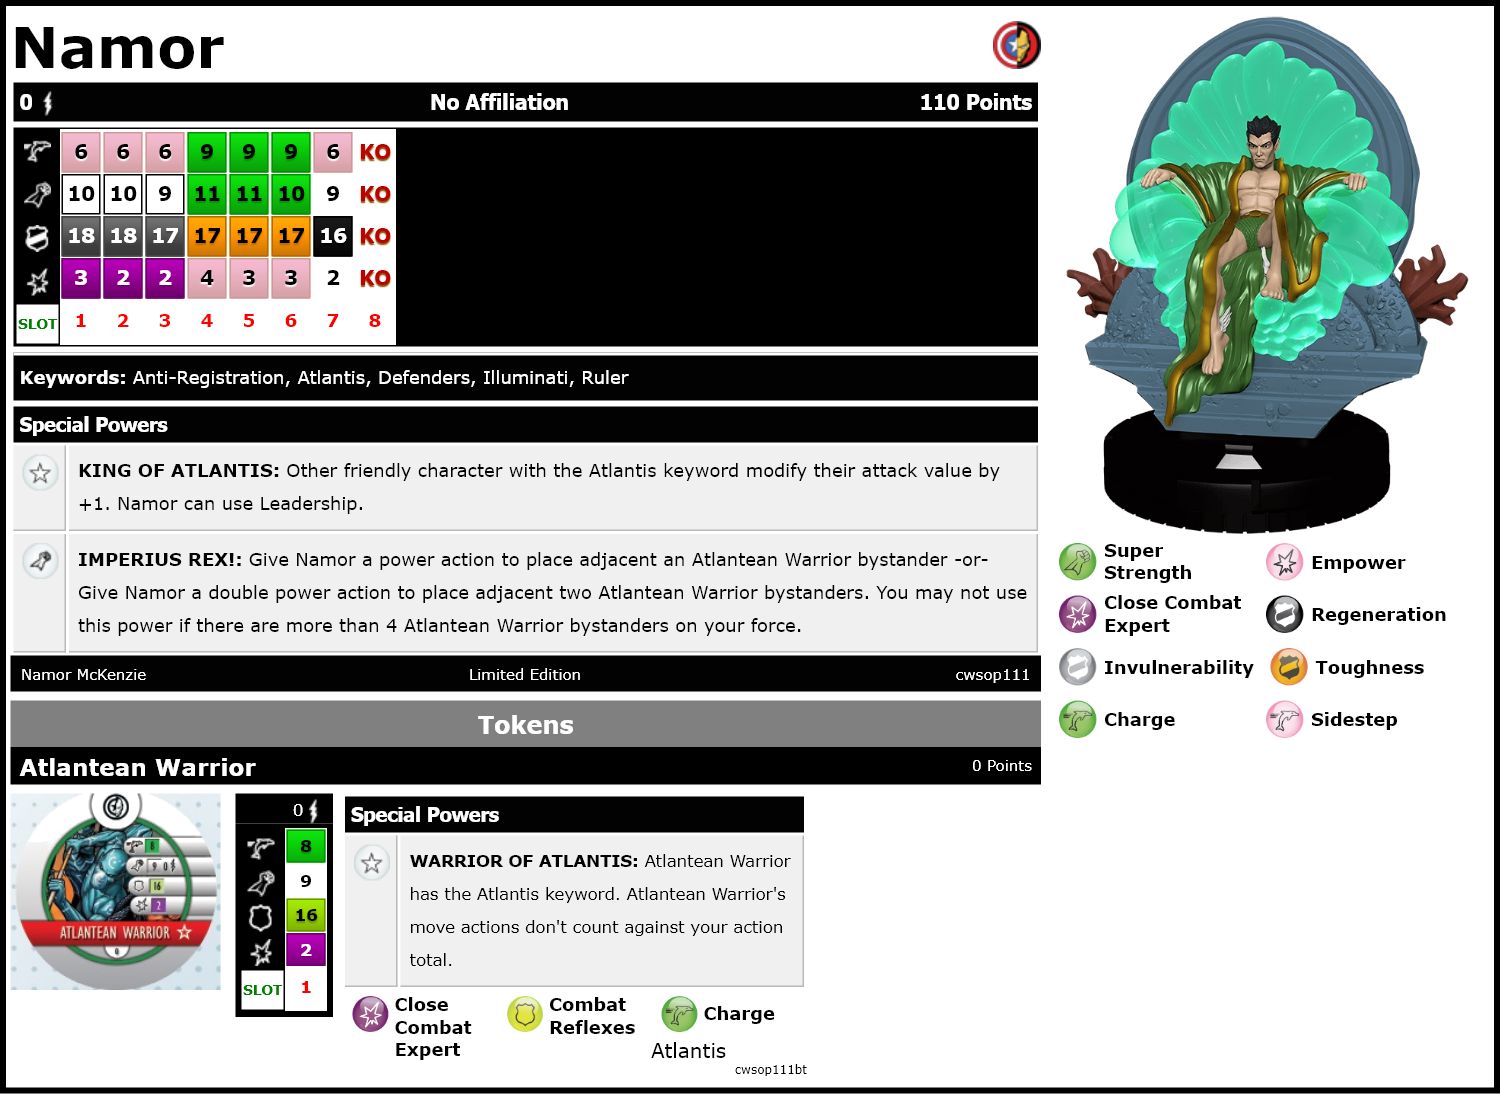 Namor
0 No Affiliation 110 Points
6 6 6 9 9 9 6 KO
10 10 9 11 11 10 9 KO
18 18 17 17 17 17 16 KO
3 2 2 4 3 3 2 KO
SLOT 1 2 3 4 5 6 7 8
Keywords: Anti-Registration, Atlantis, Defenders, Illuminati, Ruler
Special Powers
KING OF ATLANTIS: Other friendly character with the Atlantis keyword modify their attack value by
+1. Namor can use Leadership.
IMPERIUS REX!: Give Namor a power action to place adjacent an Atlantean Warrior bystander -or-
Give Namor a double power action to place adjacent two Atlantean Warrior bystanders. You may not use
this power if there are more than 4 Atlantean Warrior bystanders on your force.
Namor McKenzie Limited Edition cwsop111
Super
Strength
Empower
Close Combat
Expert
Regeneration
Invulnerability
Toughness
Charge
Sidestep
Tokens
Atlantean Warrior 0 Points
8
9 0
16
2
ATLANTEAN WARRIOR
0
0
8
9
16
2
SLOT 1
Special Powers
WARRIOR OF ATLANTIS: Atlantean Warrior
has the Atlantis keyword. Atlantean Warrior's
move actions don't count against your action
total.
Close
Combat
Expert
Combat
Reflexes
Charge
Atlantis
cwsop111bt